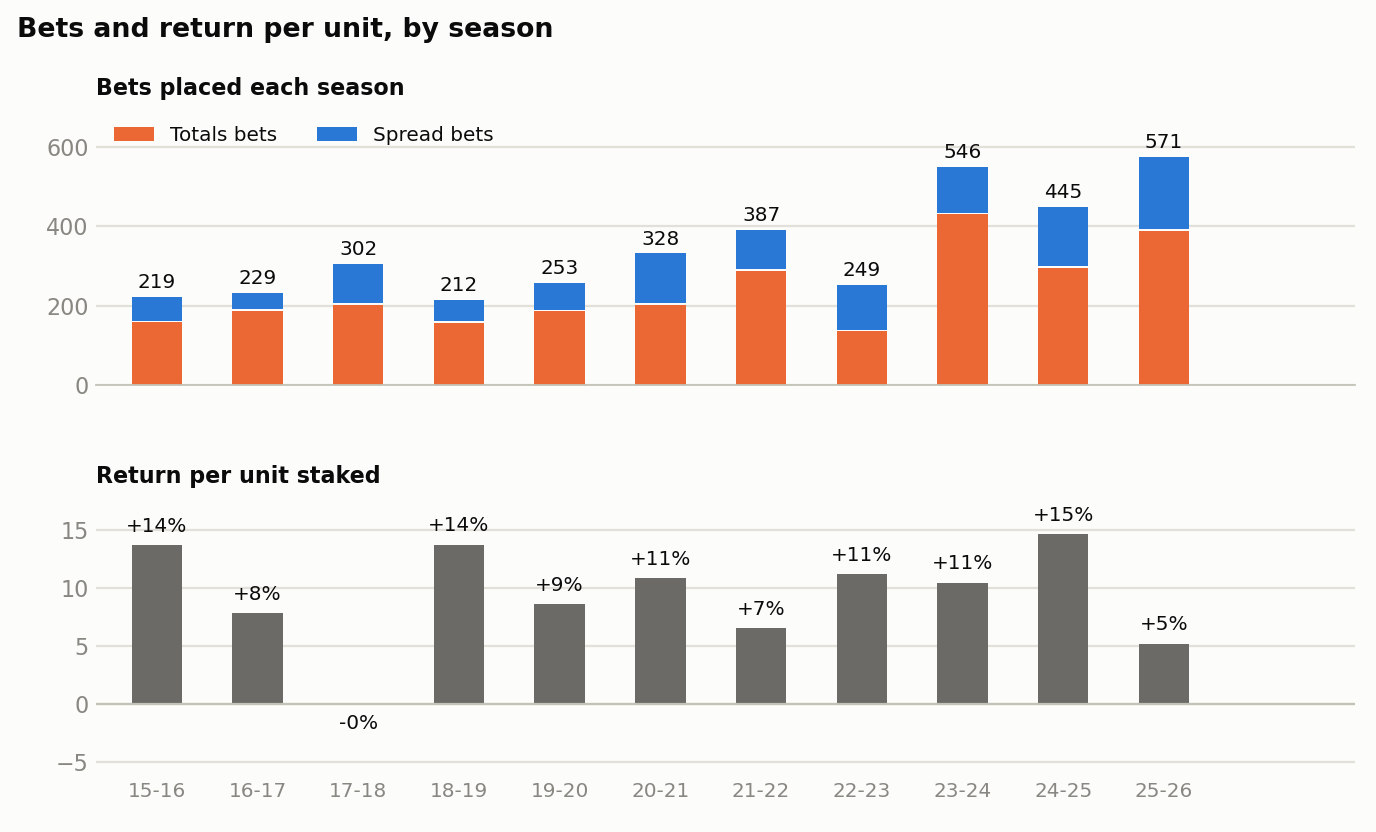 Bets and return per unit, by season
Bets placed each season
Totals bets Spread bets
600
400
200
0
219 229 302 212 253 328 387 249 546 445 571
Return per unit staked
15
10
5
0
−5
+14% +8% -0% +14% +9% +11% +7% +11% +11% +15% +5%
15-16 16-17 17-18 18-19 19-20 20-21 21-22 22-23 23-24 24-25 25-26